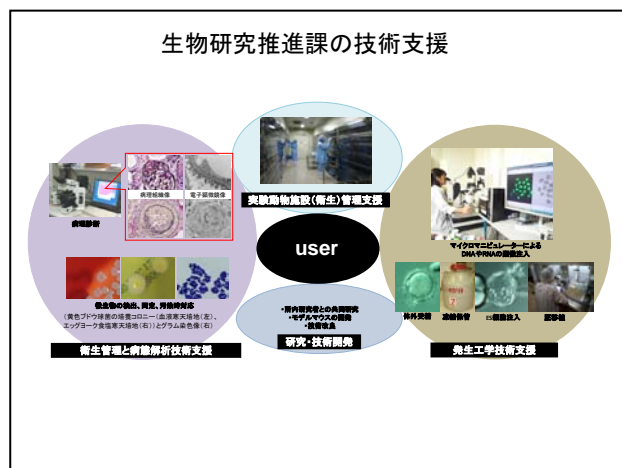 生物研究推進課の技術支援
病理組織像
電子顕微鏡像
病理診断
微生物の検出、同定、汚染時対応
(黄色ブドウ球菌の培養コロニー(血液寒天培地(左)、
エッグヨーク食塩寒天培地(右))とグラム染色像(右)
衛生管理と病態解析技術支援
実験動物施設(衛生)管理支援
user
・所内研究者との共同研究
・モデルマウスの開発
・技術改良
研究・技術開発
マイクロマニピュレーターによる
DNAやRNAの顕微注入
体外受精
凍結保管
ES細胞注入
胚移植
発生工学技術支援